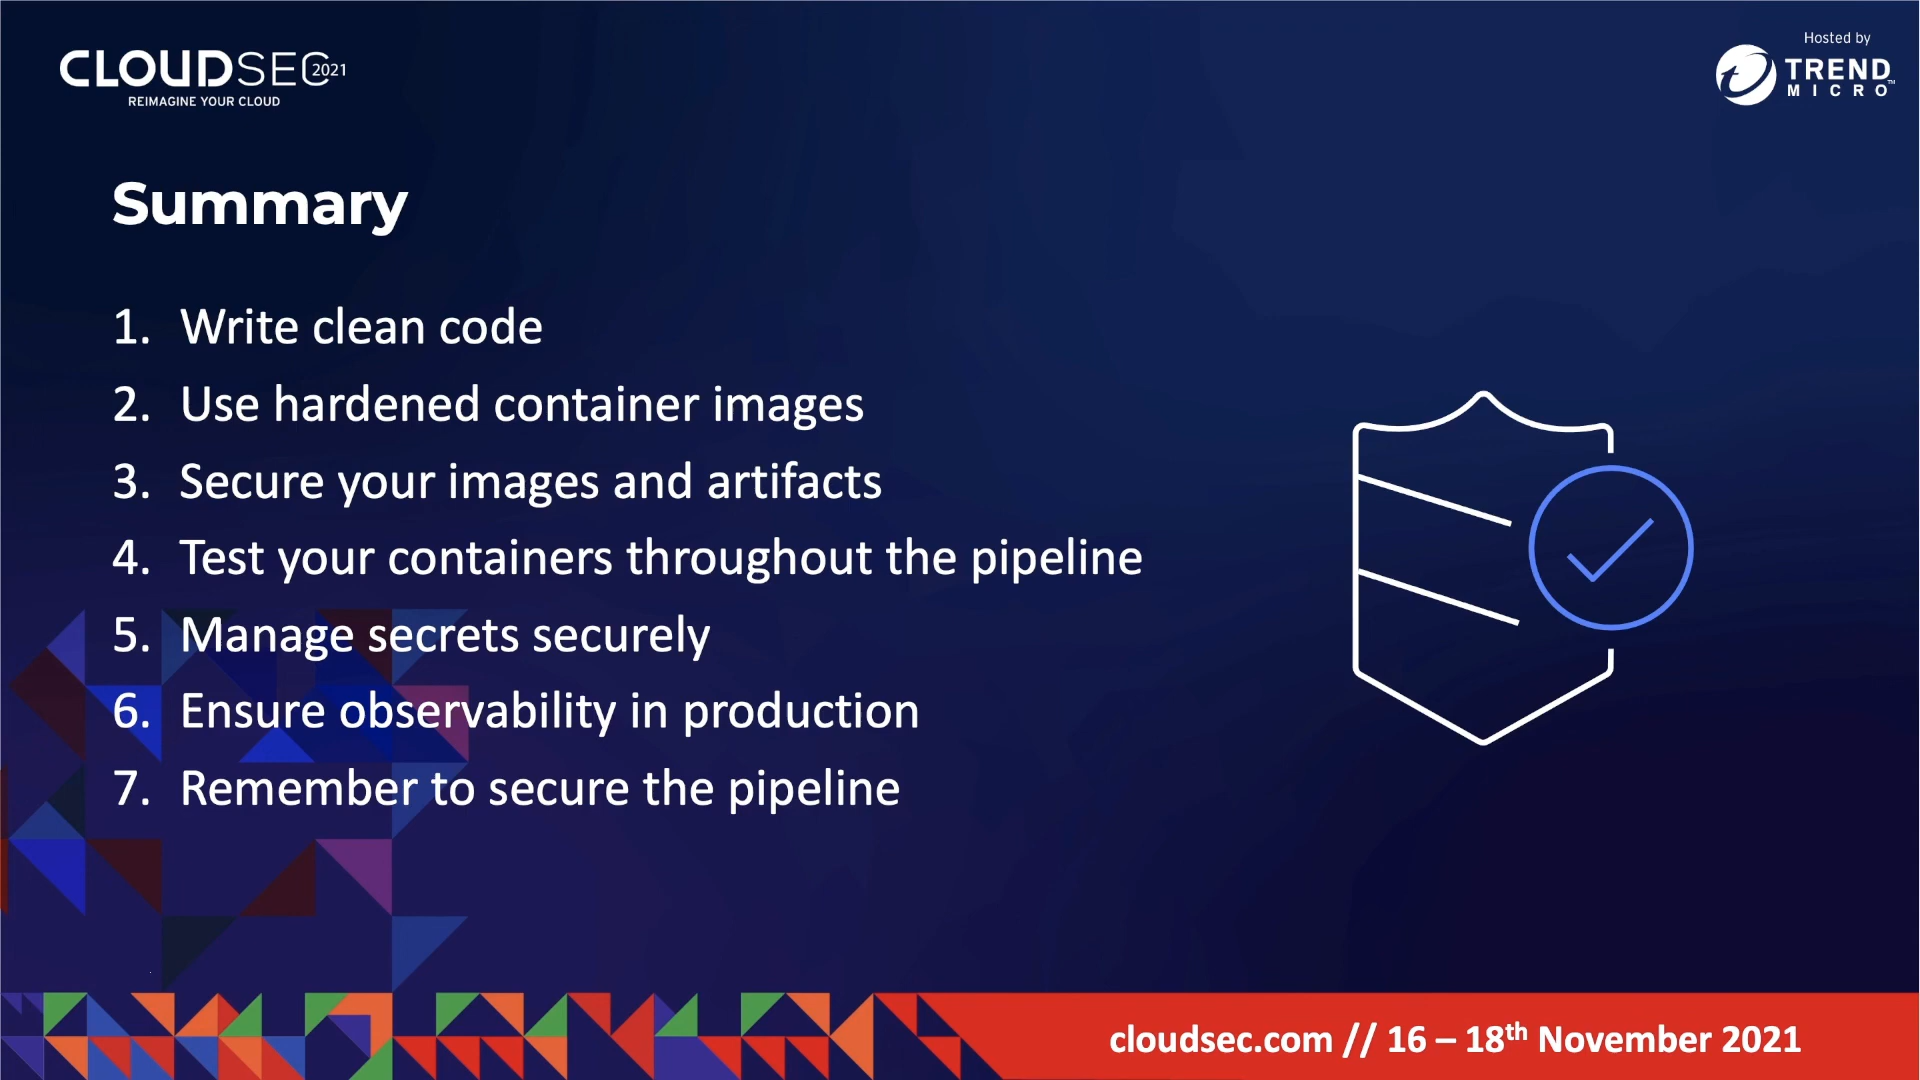 CLOUDSEC 2021
REIMAGINE YOUR CLOUD
Hosted by
TREND
MICRO™
Summary
1. Write clean code
2. Use hardened container images
3. Secure your images and artifacts
4. Test your containers throughout the pipeline
5. Manage secrets securely
6. Ensure observability in production
7. Remember to secure the pipeline
cloudsec.com // 16 – 18th November 2021